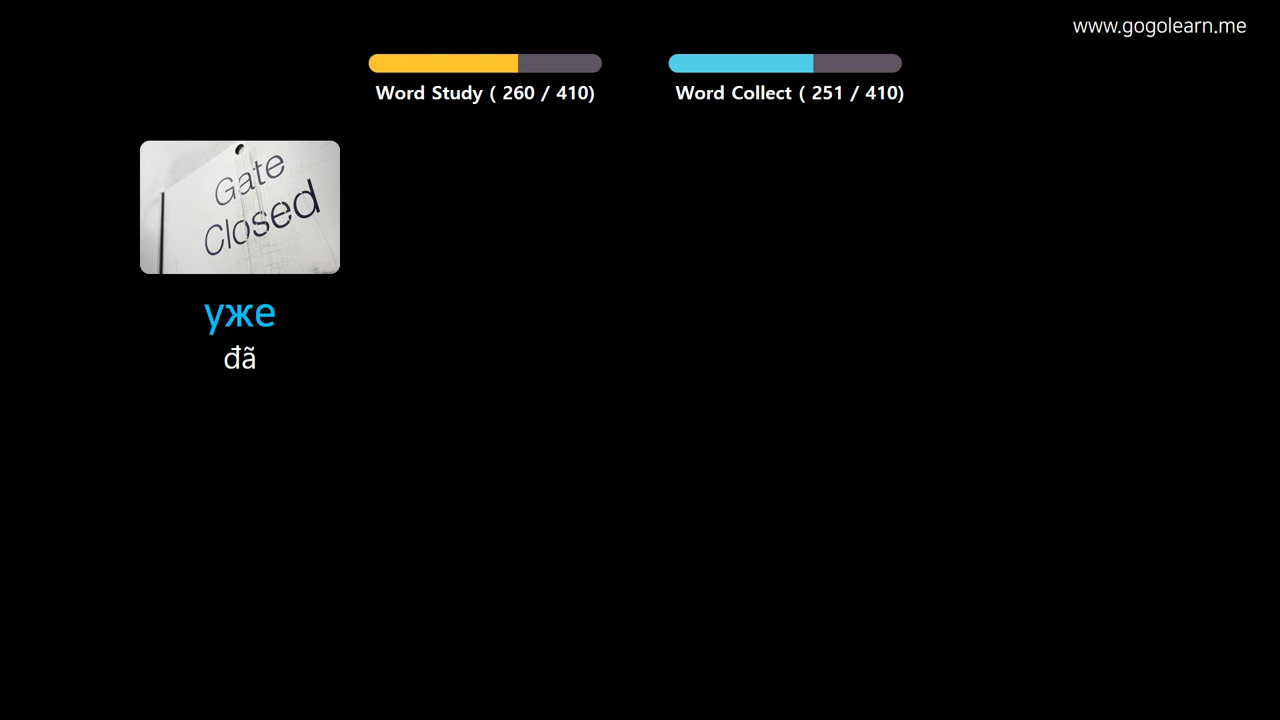 www.gogolearn.me
Word Study ( 260 / 410)
Word Collect ( 251 / 410)
Gate
Closed
уже
đã